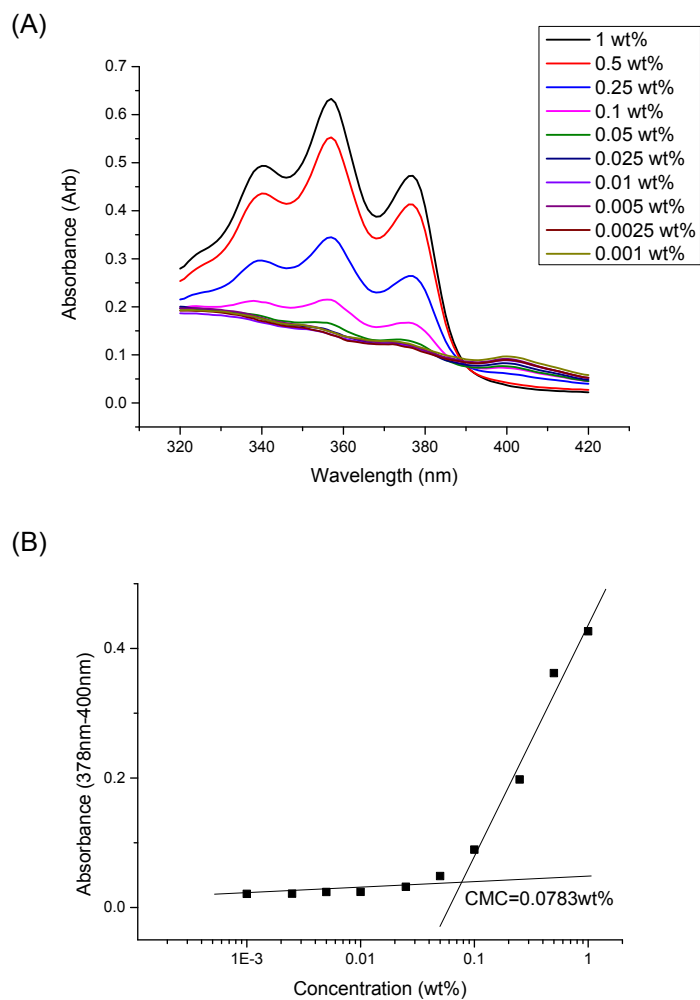 (A)
1 wt%
0.5 wt%
0.25 wt%
0.1 wt%
0.05 wt%
0.025 wt%
0.01 wt%
0.005 wt%
0.0025 wt%
0.001 wt%
0.7
0.6
0.5
0.4
0.3
0.2
0.1
0.0
Absorbance (Arb)
320 340 360 380 400 420
Wavelength (nm)
(B)
0.4
0.2
0.0
Absorbance (378nm-400nm)
CMC=0.0783wt%
1E-3 0.01 0.1 1
Concentration (wt%)